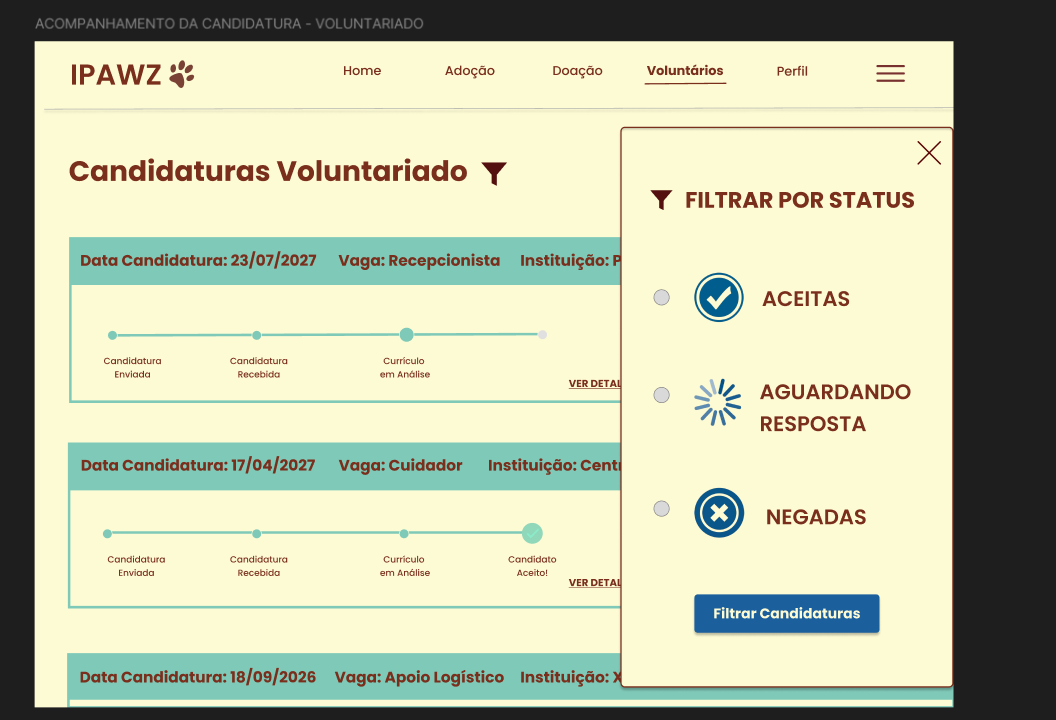 ACOMPANHAMENTO DA CANDIDATURA - VOLUNTARIADO
IPAWZ
Home Adoção Doação Voluntários Perfil
Candidaturas Voluntariado
Data Candidatura: 23/07/2027 Vaga: Recepcionista Instituição:
Candidatura Enviada
Candidatura Recebida
Currículo em Análise
VER
Data Candidatura: 17/04/2027 Vaga: Cuidador Instituição:
Candidatura Enviada
Candidatura Recebida
Currículo em Análise
Candidato Aceito!
VER
Data Candidatura: 18/09/2026 Vaga: Apoio Logístico Instituição:
FILTRAR POR STATUS
ACEITAS
AGUARDANDO
RESPOSTA
NEGADAS
Filtrar Candidaturas